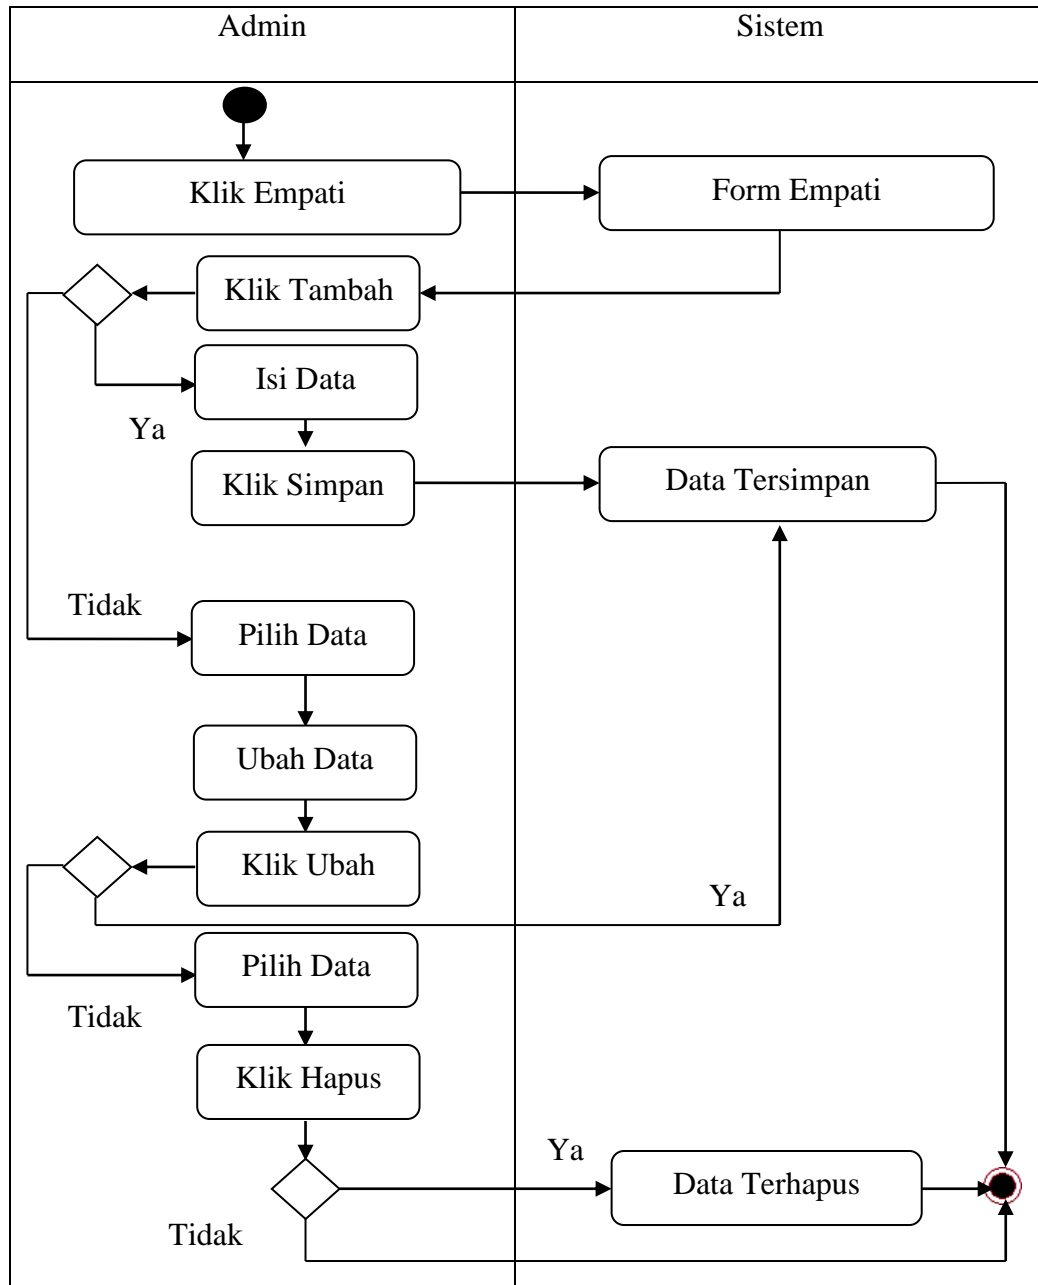 Admin
Sistem
Klik Empati
Form Empati
Klik Tambah
Isi Data
Ya
Klik Simpan
Data Tersimpan
Tidak
Pilih Data
Ubah Data
Klik Ubah
Ya
Pilih Data
Tidak
Klik Hapus
Ya
Data Terhapus
Tidak